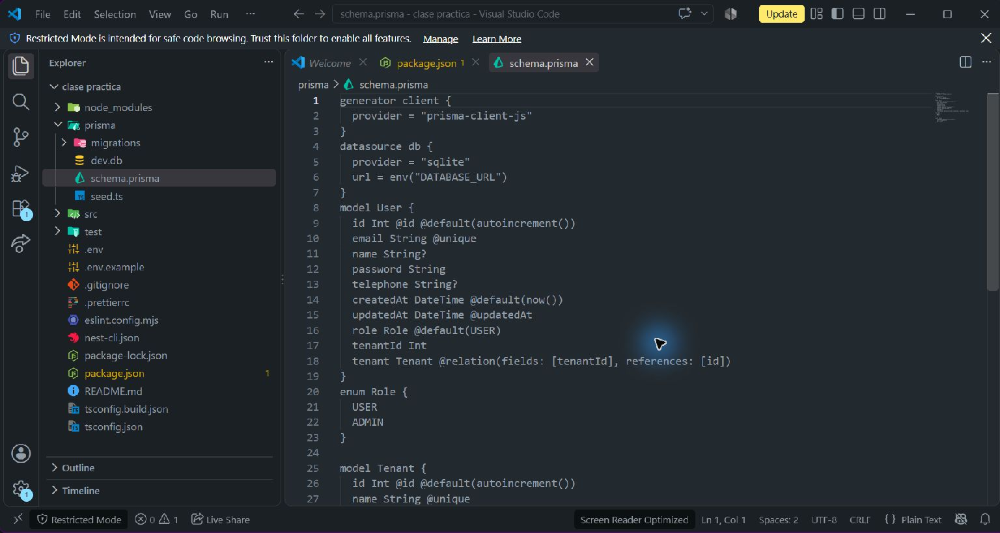 File Edit Selection View Go Run ··· schema.prisma - clase practica - Visual Studio Code Update
Restricted Mode is intended for safe code browsing. Trust this folder to enable all features. Manage Learn More
Explorer
clase practica
node_modules
prisma
migrations
dev.db
schema.prisma
seed.ts
src
test
.env
.env.example
.gitignore
.prettierrc
eslint.config.mjs
nest-cli.json
package-lock.json
package.json 1
README.md
tsconfig.build.json
tsconfig.json
Outline
Timeline
1
1
Welcome package.json 1 schema.prisma
prisma > schema.prisma
1 generator client {
2   provider = "prisma-client-js"
3 }
4 datasource db {
5   provider = "sqlite"
6   url = env("DATABASE_URL")
7 }
8 model User {
9   id Int @id @default(autoincrement())
10   email String @unique
11   name String?
12   password String
13   telephone String?
14   createdAt DateTime @default(now())
15   updatedAt DateTime @updatedAt
16   role Role @default(USER)
17   tenantId Int
18   tenant Tenant @relation(fields: [tenantId], references: [id])
19 }
20 enum Role {
21   USER
22   ADMIN
23 }
24
25 model Tenant {
26   id Int @id @default(autoincrement())
27   name String @unique
Restricted Mode 0 1 Live Share Screen Reader Optimized Ln 1, Col 1 Spaces: 2 UTF-8 CRLF {} Plain Text